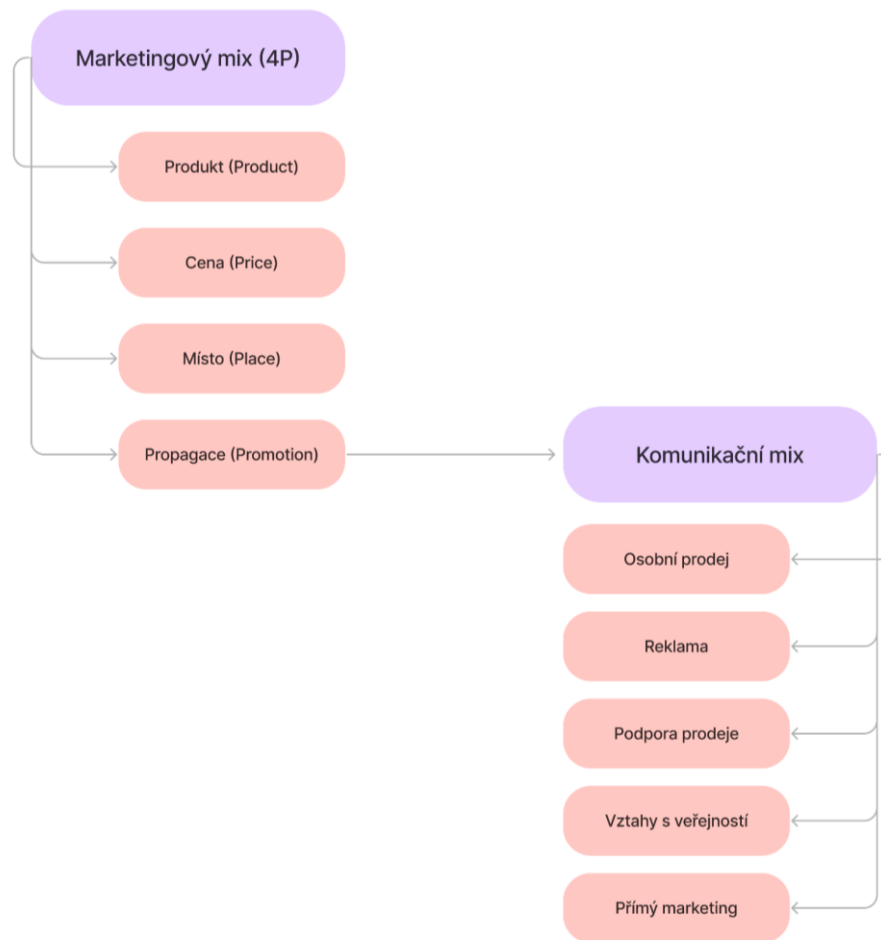 Marketingový mix (4P)
Produkt (Product)
Cena (Price)
Místo (Place)
Propagace (Promotion)
Komunikační mix
Osobní prodej
Reklama
Podpora prodeje
Vztahy s veřejností
Přímý marketing